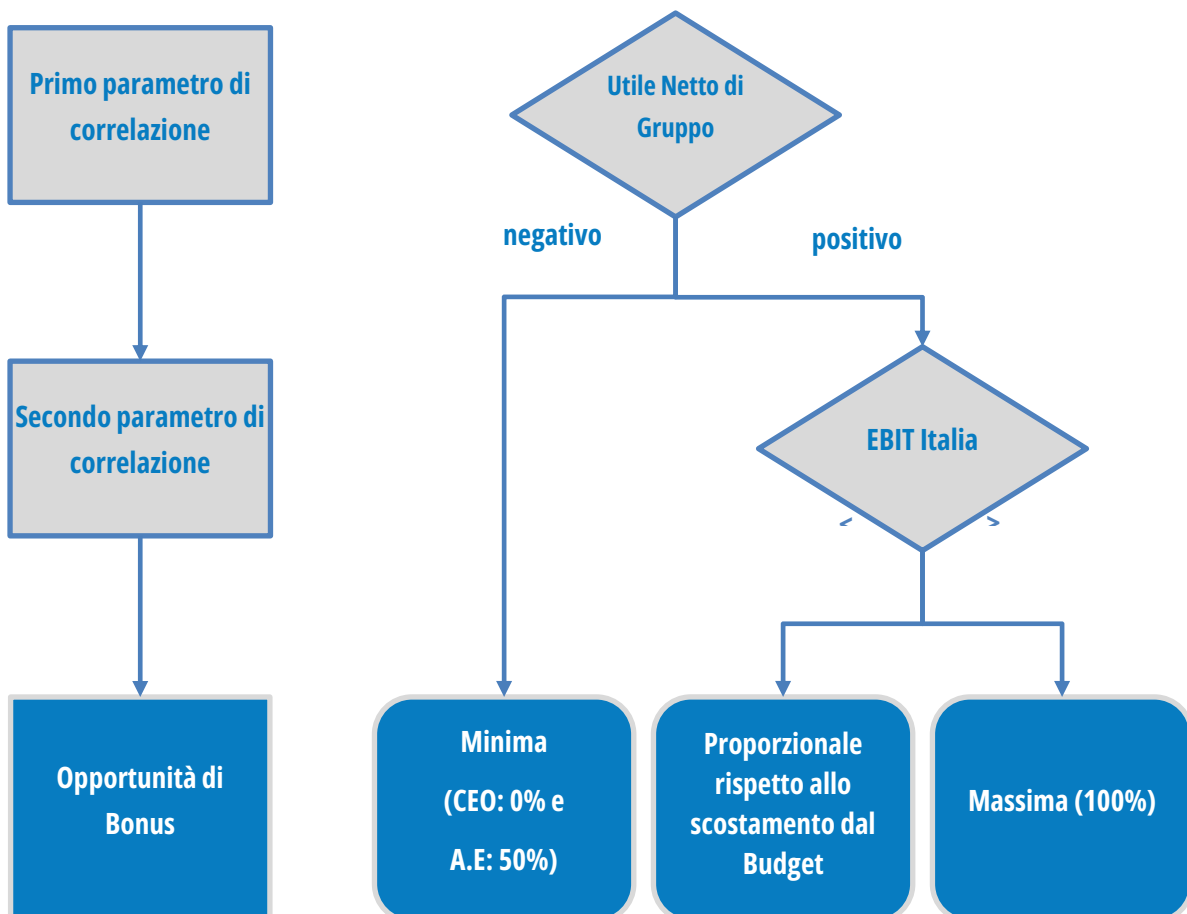 Primo parametro di
correlazione
Utile Netto di
Gruppo
negativo
positivo
Secondo parametro di
correlazione
EBIT Italia
<
>
Opportunità di
Bonus
Minima
(CEO: 0% e
A.E: 50%)
Proporzionale
rispetto allo
scostamento dal
Budget
Massima (100%)